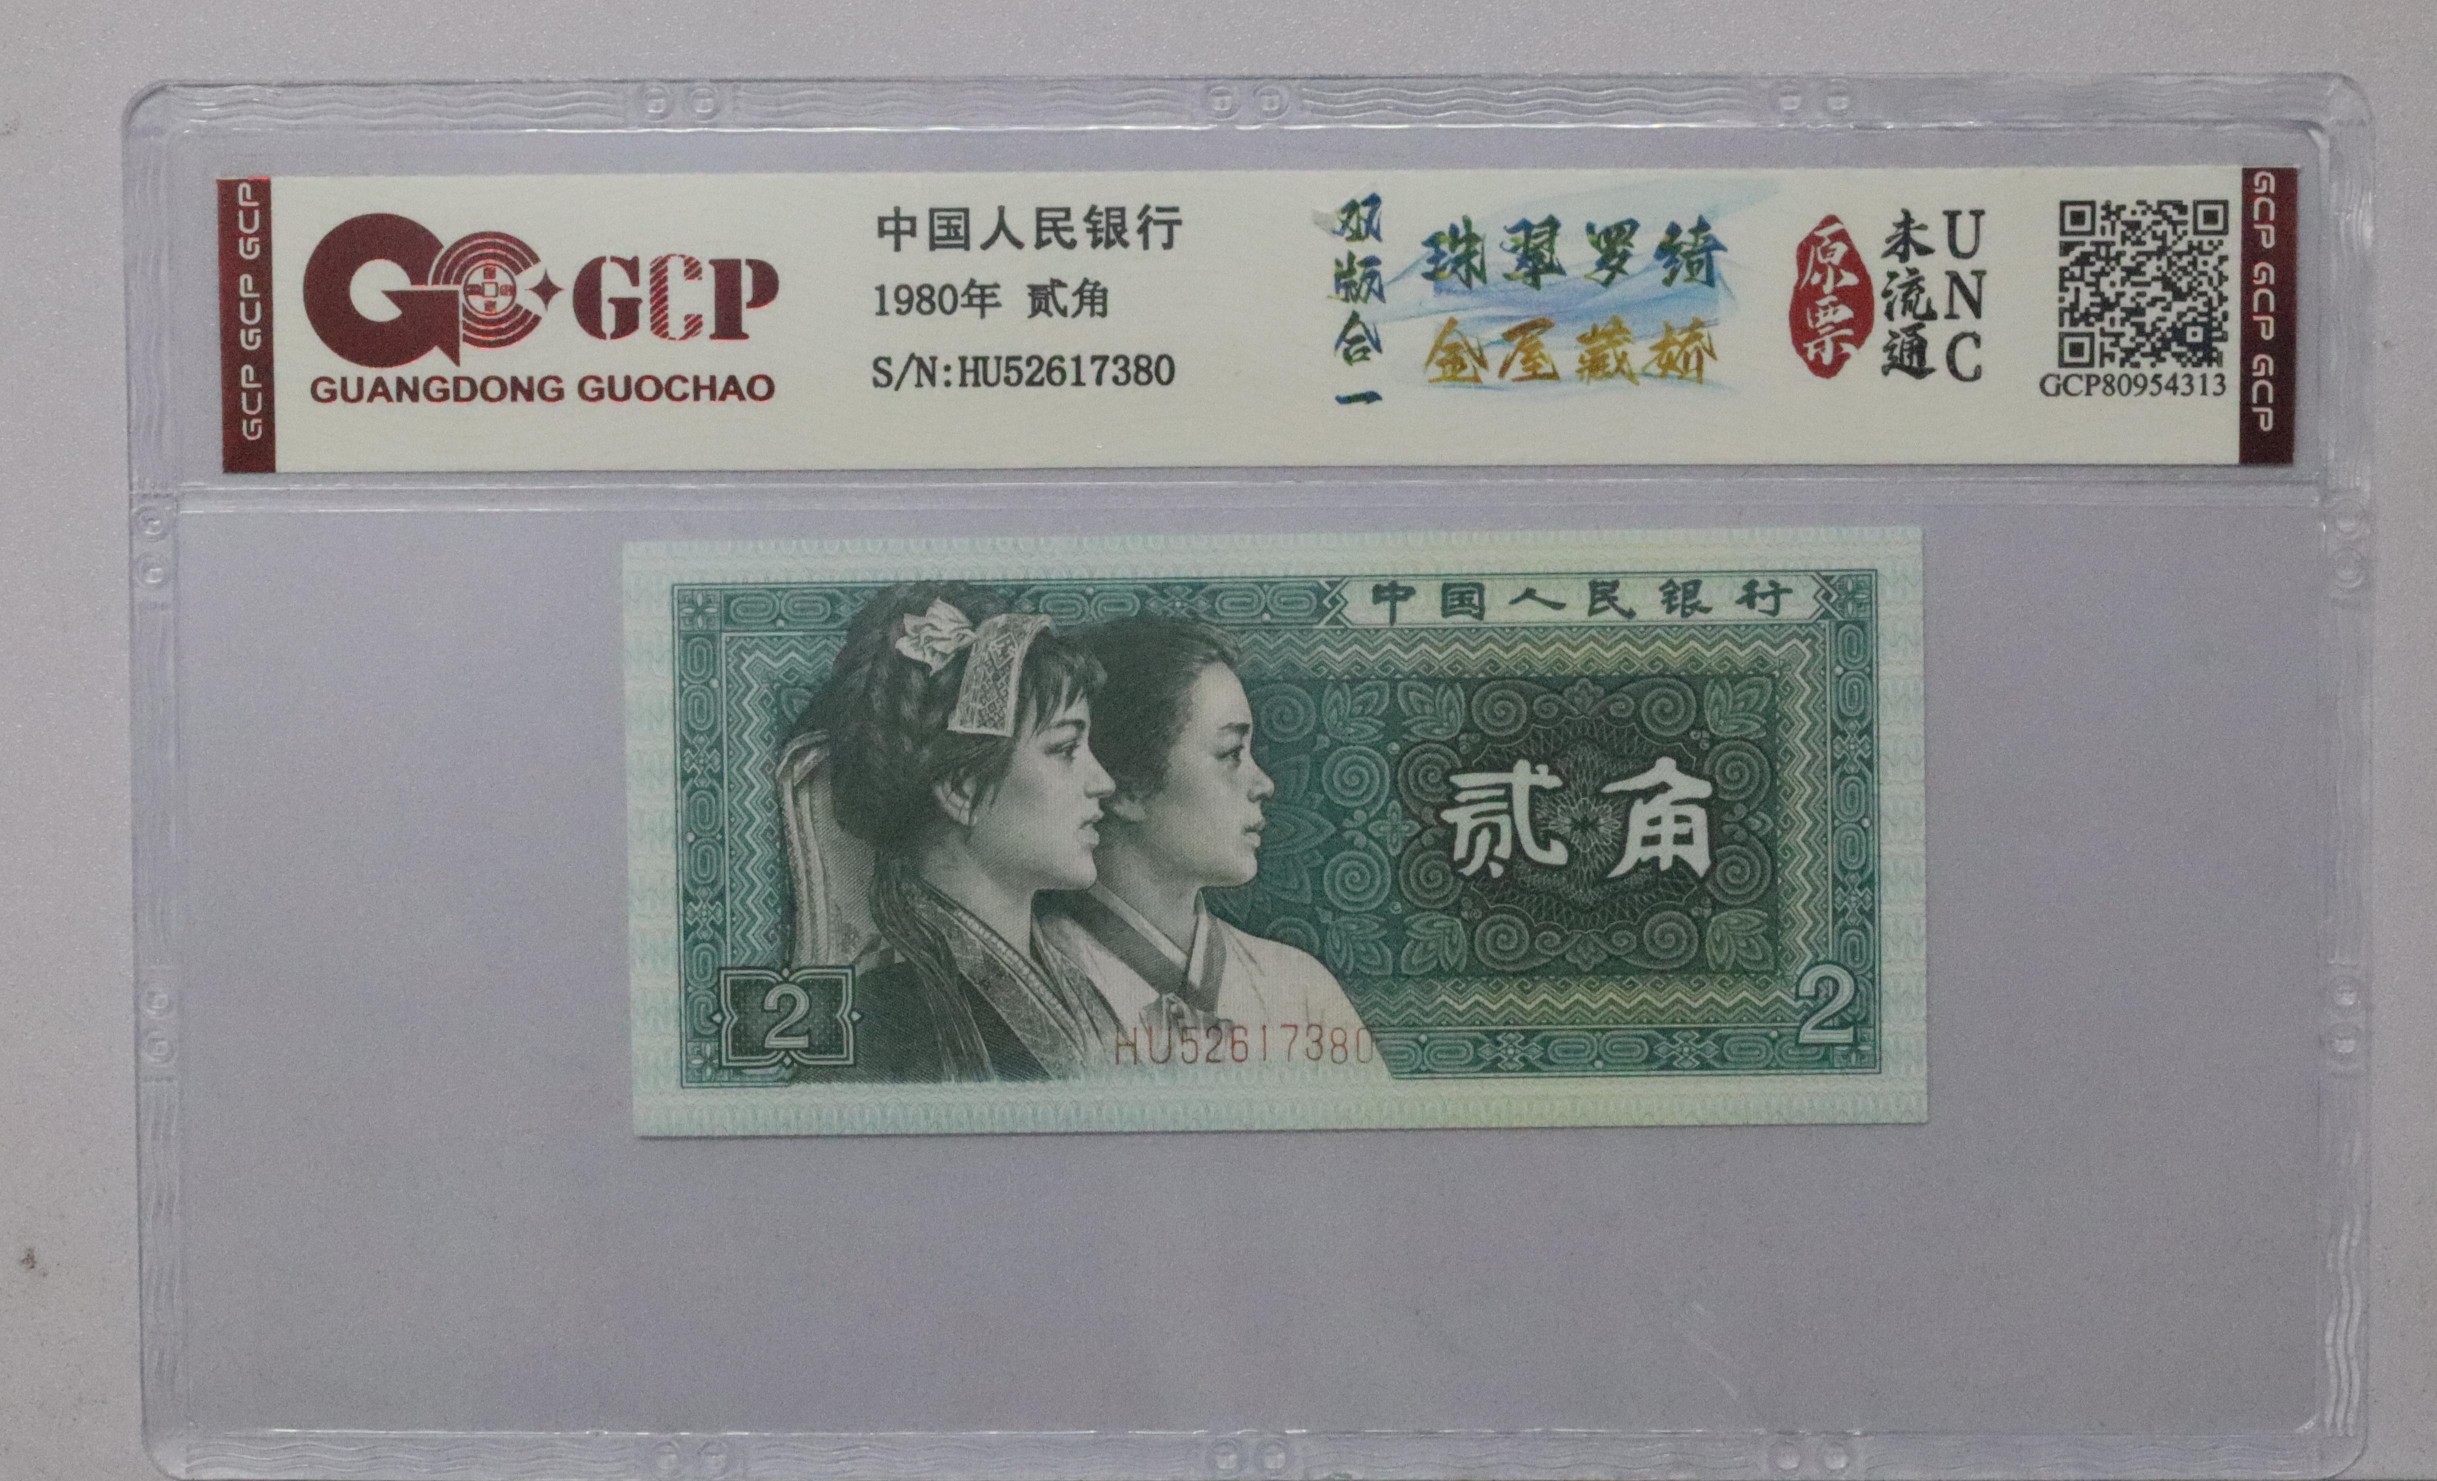 GCP GCP GCP
GCP
GUANGDONG GUOCHAO
中国人民银行
1980年 贰角
S/N:HU52617380
双版合一
珠翠罗绮
金屋藏娇
原票
未流通
UNC
GCP80954313
GCP GCP GCP
中国人民银行
贰角
2
2
HU52617380